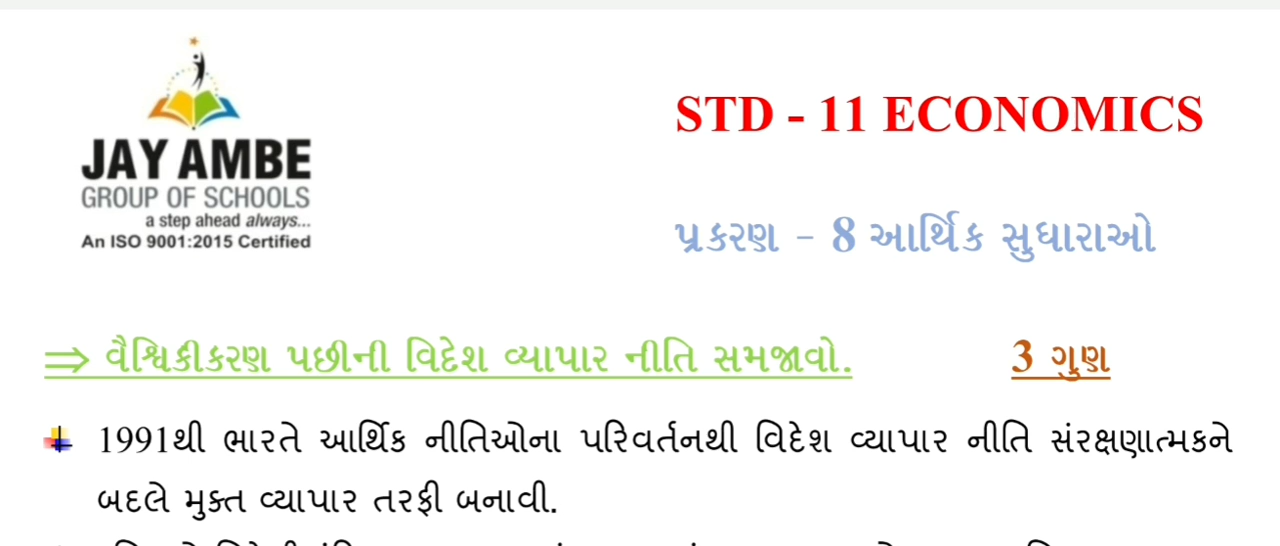 JAY AMBE
GROUP OF SCHOOLS
a step ahead always...
An ISO 9001:2015 Certified
STD - 11 ECONOMICS
પ્રકરણ - 8 આર્થિક સુધારાઓ
⇒ વૈશ્વિકીકરણ પછીની વિદેશ વ્યાપાર નીતિ સમજાવો. 3 ગુણ
1991થી ભારતે આર્થિક નીતિઓના પરિવર્તનથી વિદેશ વ્યાપાર નીતિ સંરક્ષણાત્મકને
બદલે મુક્ત વ્યાપાર તરફી બનાવી.